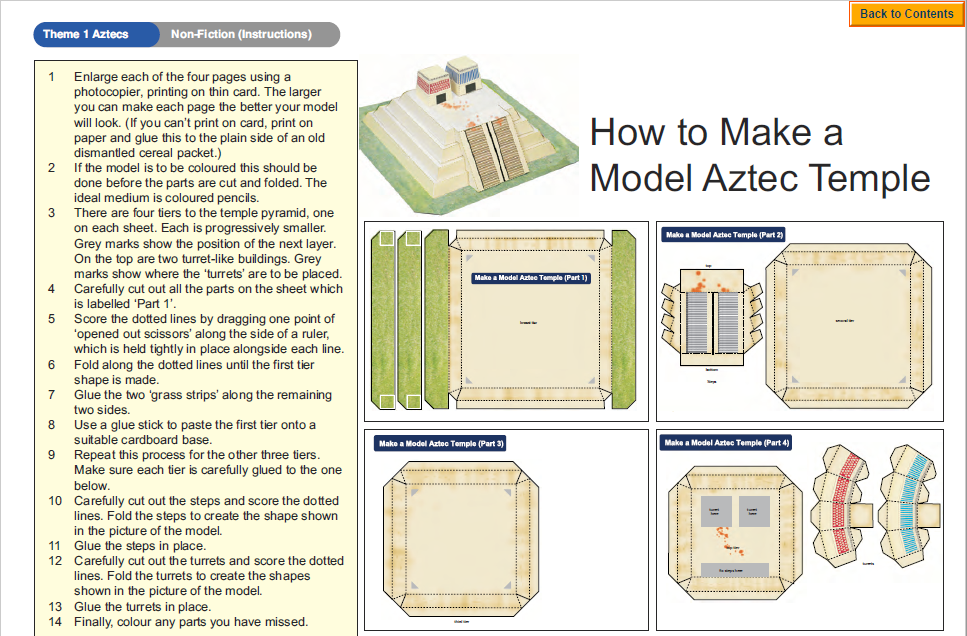 Back to Contents
Theme 1 Aztecs
Non-Fiction (Instructions)
1 Enlarge each of the four pages using a
photocopier, printing on thin card. The larger
you can make each page the better your model
will look. (If you can't print on card, print on
paper and glue this to the plain side of an old
dismantled cereal packet.)
2 If the model is to be coloured this should be
done before the parts are cut and folded. The
ideal medium is coloured pencils.
3 There are four tiers to the temple pyramid, one
on each sheet. Each is progressively smaller.
Grey marks show the position of the next layer.
On the top are two turret-like buildings. Grey
marks show where the 'turrets' are to be placed.
4 Carefully cut out all the parts on the sheet which
is labelled 'Part 1'.
5 Score the dotted lines by dragging one point of
'opened out scissors' along the side of a ruler,
which is held tightly in place alongside each line.
6 Fold along the dotted lines until the first tier
shape is made.
7 Glue the two 'grass strips' along the remaining
two sides.
8 Use a glue stick to paste the first tier onto a
suitable cardboard base.
9 Repeat this process for the other three tiers.
Make sure each tier is carefully glued to the one
below.
10 Carefully cut out the steps and score the dotted
lines. Fold the steps to create the shape shown
in the picture of the model.
11 Glue the steps in place.
12 Carefully cut out the turrets and score the dotted
lines. Fold the turrets to create the shapes
shown in the picture of the model.
13 Glue the turrets in place.
14 Finally, colour any parts you have missed.
How to Make a
Model Aztec Temple
Make a Model Aztec Temple (Part 1)
Make a Model Aztec Temple (Part 2)
top
second tier
bottom
Steps
Make a Model Aztec Temple (Part 3)
third tier
Make a Model Aztec Temple (Part 4)
turret
here
turret
here
turrets